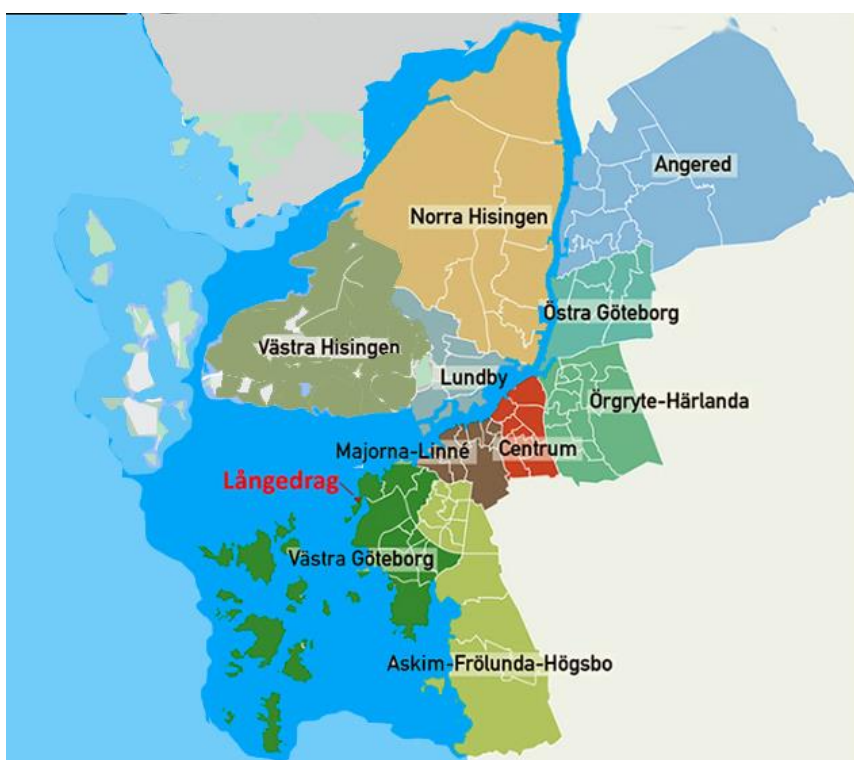 Angered
Norra Hisingen
Östra Göteborg
Västra Hisingen
Lundby
Örgryte-Härlanda
Majorna-Linné
Centrum
Långedrag
Västra Göteborg
Askim-Frölunda-Högsbo